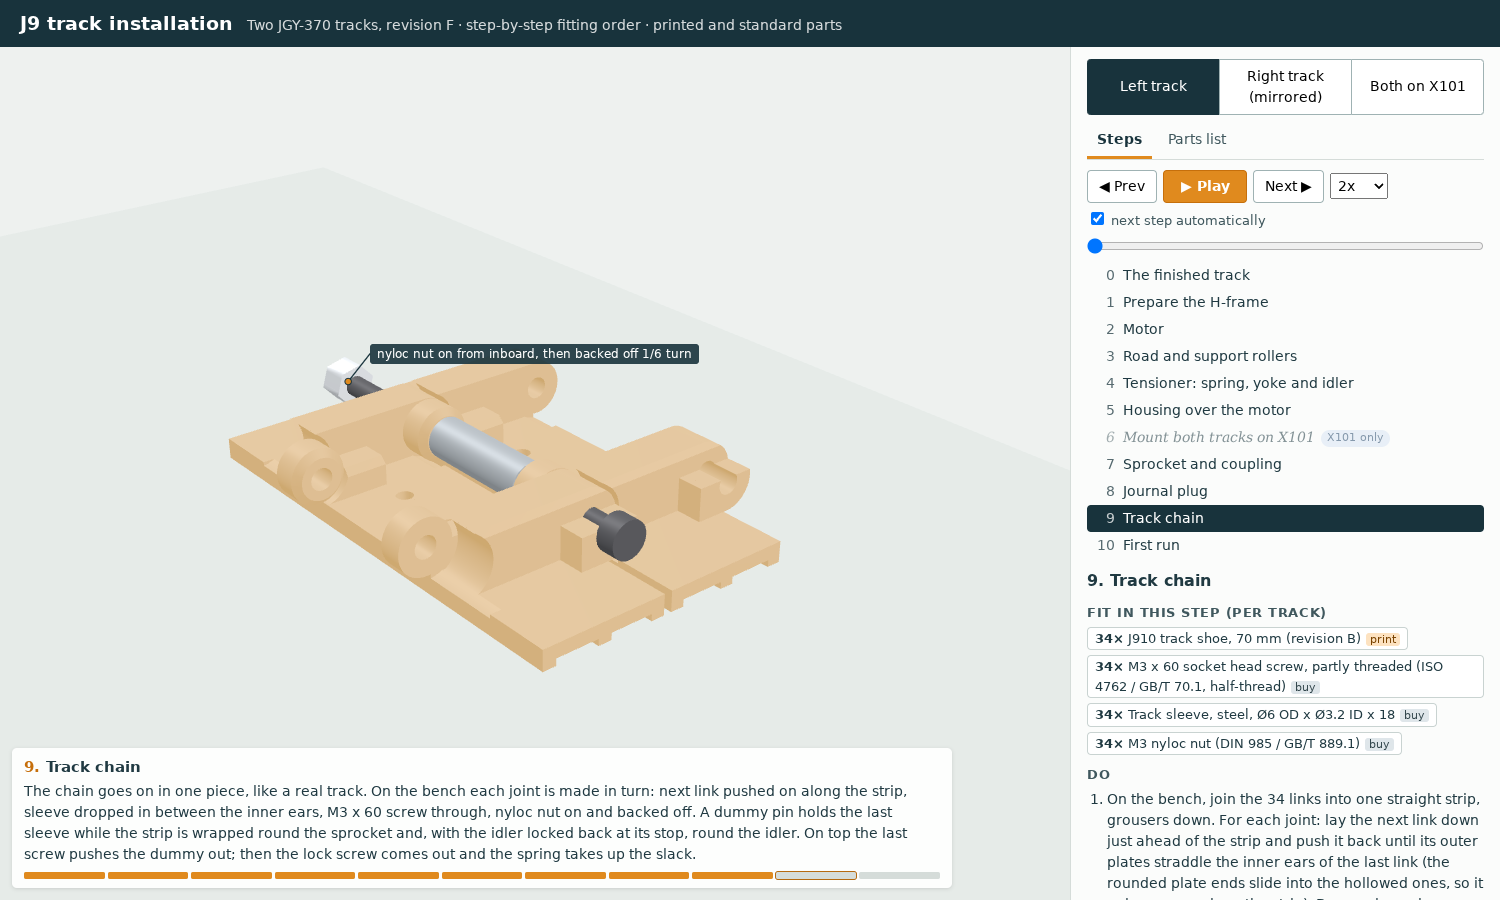 J9 track installation Two JGY-370 tracks, revision F · step-by-step fitting order · printed and standard parts
nyloc nut on from inboard, then backed off 1/6 turn
9. Track chain
The chain goes on in one piece, like a real track. On the bench each joint is made in turn: next link pushed on along the strip,
sleeve dropped in between the inner ears, M3 x 60 screw through, nyloc nut on and backed off. A dummy pin holds the last
sleeve while the strip is wrapped round the sprocket and, with the idler locked back at its stop, round the idler. On top the last
screw pushes the dummy out; then the lock screw comes out and the spring takes up the slack.
Left track
Right track
(mirrored)
Both on X101
Steps Parts list
◀ Prev ▶ Play Next ▶ 2x
next step automatically
0 The finished track
1 Prepare the H-frame
2 Motor
3 Road and support rollers
4 Tensioner: spring, yoke and idler
5 Housing over the motor
6 Mount both tracks on X101 X101 only
7 Sprocket and coupling
8 Journal plug
9 Track chain
10 First run
9. Track chain
FIT IN THIS STEP (PER TRACK)
34× J910 track shoe, 70 mm (revision B) print
34× M3 x 60 socket head screw, partly threaded (ISO
4762 / GB/T 70.1, half-thread) buy
34× Track sleeve, steel, Ø6 OD x Ø3.2 ID x 18 buy
34× M3 nyloc nut (DIN 985 / GB/T 889.1) buy
DO
1. On the bench, join the 34 links into one straight strip,
grousers down. For each joint: lay the next link down
just ahead of the strip and push it back until its outer
plates straddle the inner ears of the last link (the
rounded plate ends slide into the hollowed ones, so it